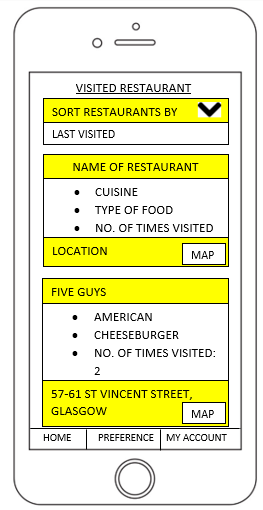 VISITED RESTAURANT
SORT RESTAURANTS BY
LAST VISITED
NAME OF RESTAURANT
CUISINE
TYPE OF FOOD
NO. OF TIMES VISITED
LOCATION
MAP
FIVE GUYS
AMERICAN
CHEESEBURGER
NO. OF TIMES VISITED:
2
57-61 ST VINCENT STREET,
GLASGOW
MAP
HOME PREFERENCE MY ACCOUNT